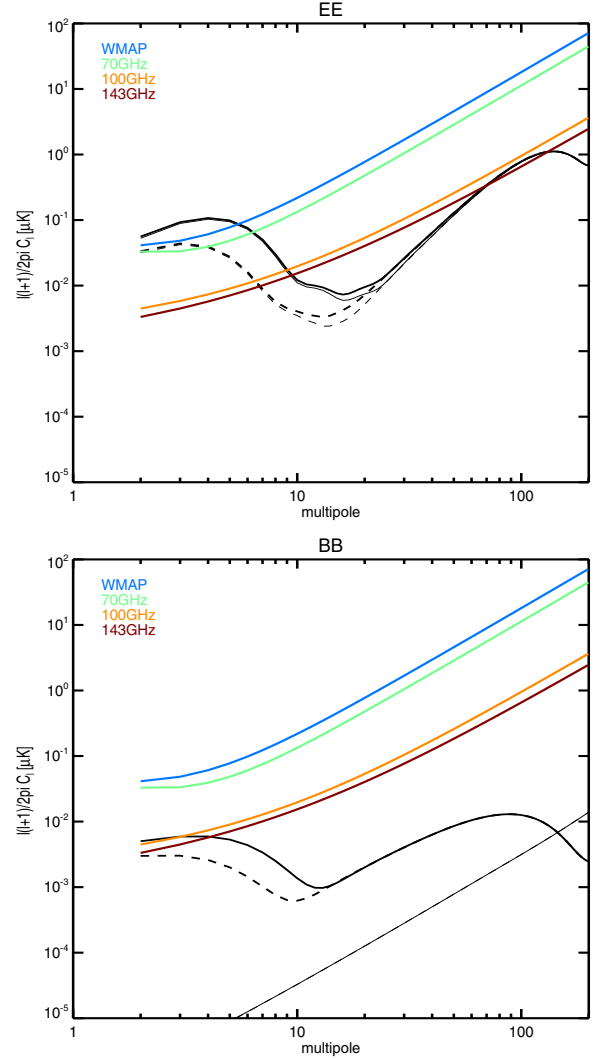 EE
10^2
WMAP
70GHz
100GHz
143GHz
10^1
10^0
10^-1
l(l+1)/2pi C_l [μK]
10^-2
10^-3
10^-4
10^-5
1 10 100
multipole
BB
10^2
WMAP
70GHz
100GHz
143GHz
10^1
10^0
10^-1
l(l+1)/2pi C_l [μK]
10^-2
10^-3
10^-4
10^-5
1 10 100
multipole